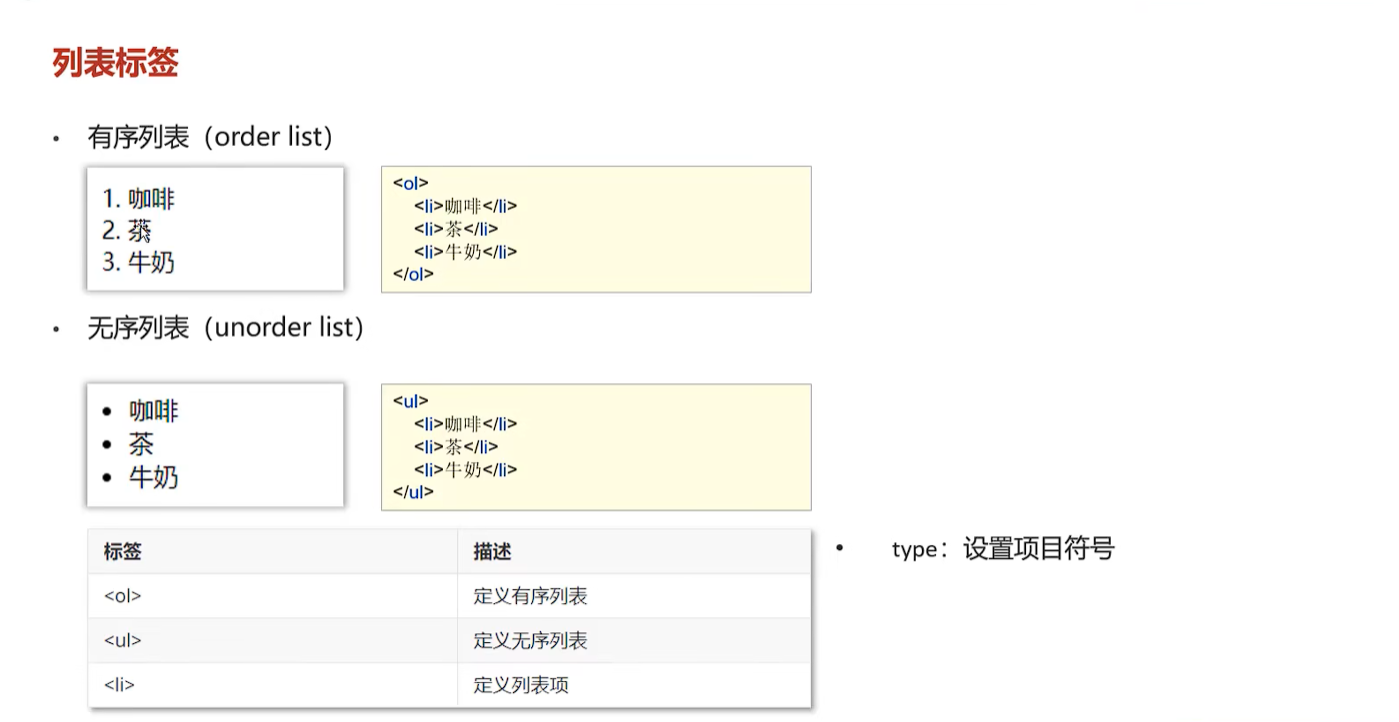 列表标签
• 有序列表（order list）
1. 咖啡
2. 茶
3. 牛奶
<ol>
<li>咖啡</li>
<li>茶</li>
<li>牛奶</li>
</ol>
• 无序列表（unorder list）
• 咖啡
• 茶
• 牛奶
<ul>
<li>咖啡</li>
<li>茶</li>
<li>牛奶</li>
</ul>
标签 描述
<ol> 定义有序列表
<ul> 定义无序列表
<li> 定义列表项
• type：设置项目符号